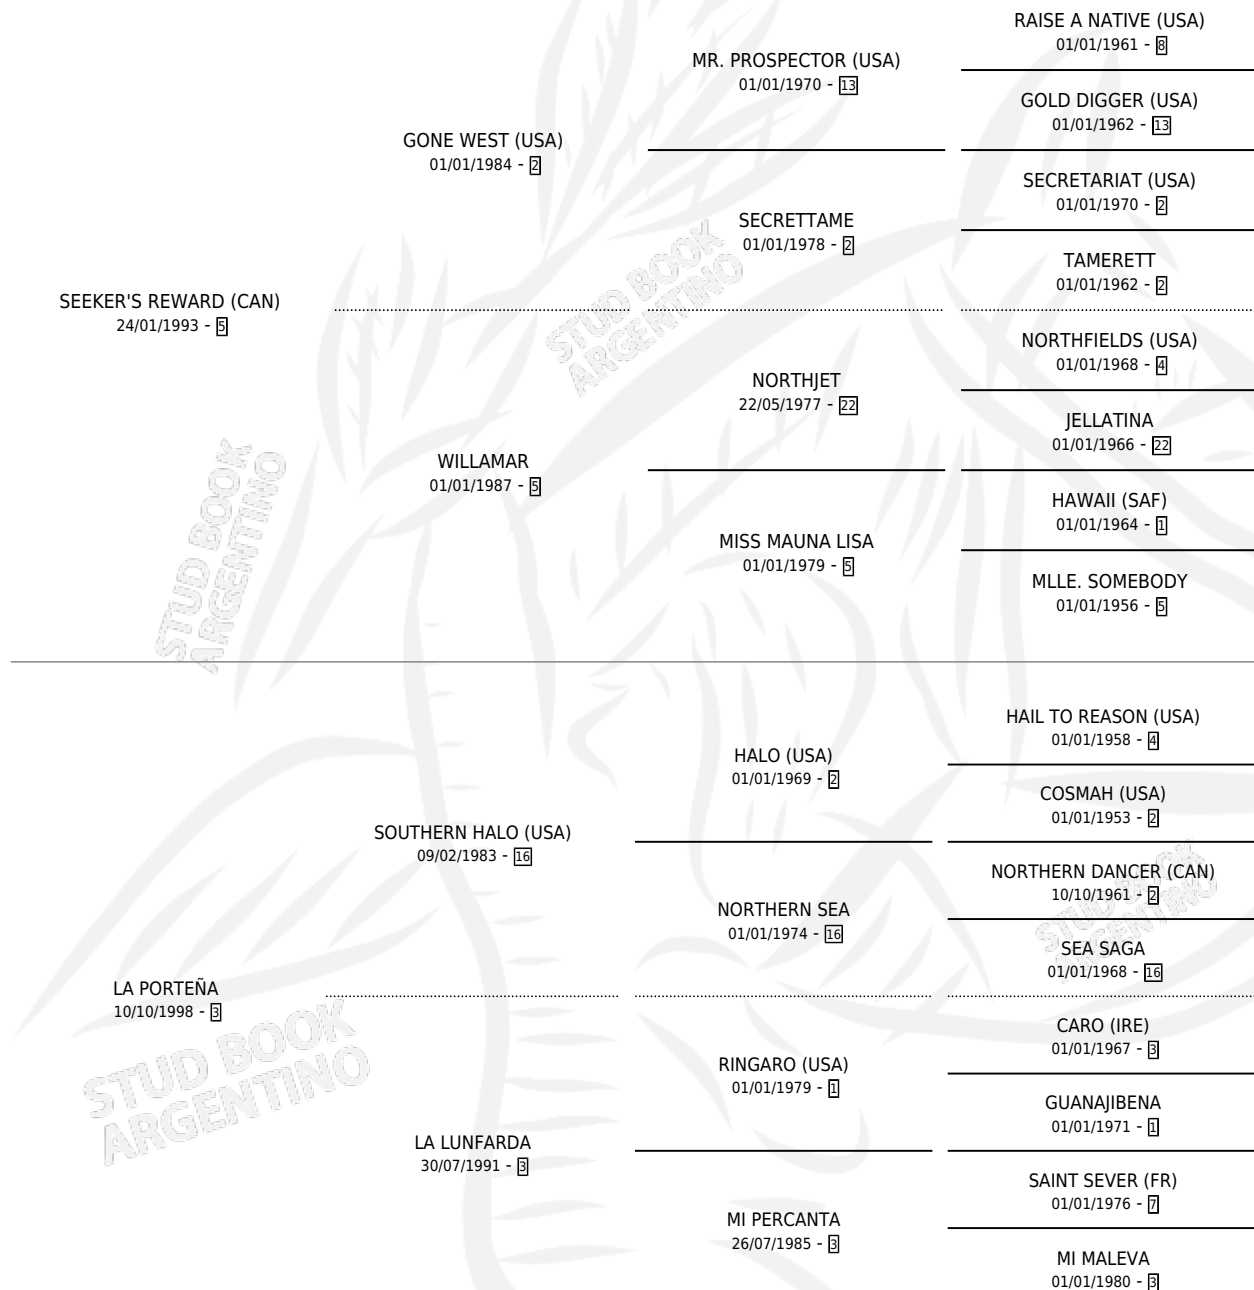 RAISE A NATIVE (USA)
01/01/1961 - 8
MR. PROSPECTOR (USA)
01/01/1970 - 13
GOLD DIGGER (USA)
01/01/1962 - 13
GONE WEST (USA)
01/01/1984 - 2
SECRETARIAT (USA)
01/01/1970 - 2
SECRETTAME
01/01/1978 - 2
TAMERETT
01/01/1962 - 2
SEEKER'S REWARD (CAN)
24/01/1993 - 5
STUD BOOK
ARGENTINO
NORTHFIELDS (USA)
01/01/1968 - 4
NORTHJET
22/05/1977 - 22
JELLATINA
01/01/1966 - 22
WILLAMAR
01/01/1987 - 5
HAWAII (SAF)
01/01/1964 - 1
MISS MAUNA LISA
01/01/1979 - 5
MLLE. SOMEBODY
01/01/1956 - 5
STUD BOOK
ARGENTINO
HAIL TO REASON (USA)
01/01/1958 - 4
HALO (USA)
01/01/1969 - 2
COSMAH (USA)
01/01/1953 - 2
SOUTHERN HALO (USA)
09/02/1983 - 16
NORTHERN DANCER (CAN)
10/10/1961 - 2
NORTHERN SEA
01/01/1974 - 16
STUD BOOK
ARGENTINO
SEA SAGA
01/01/1968 - 16
LA PORTEÑA
10/10/1998 - 3
CARO (IRE)
01/01/1967 - 3
RINGARO (USA)
01/01/1979 - 1
GUANAJIBENA
01/01/1971 - 1
STUD BOOK
ARGENTINO
LA LUNFARDA
30/07/1991 - 3
SAINT SEVER (FR)
01/01/1976 - 7
MI PERCANTA
26/07/1985 - 3
MI MALEVA
01/01/1980 - 3